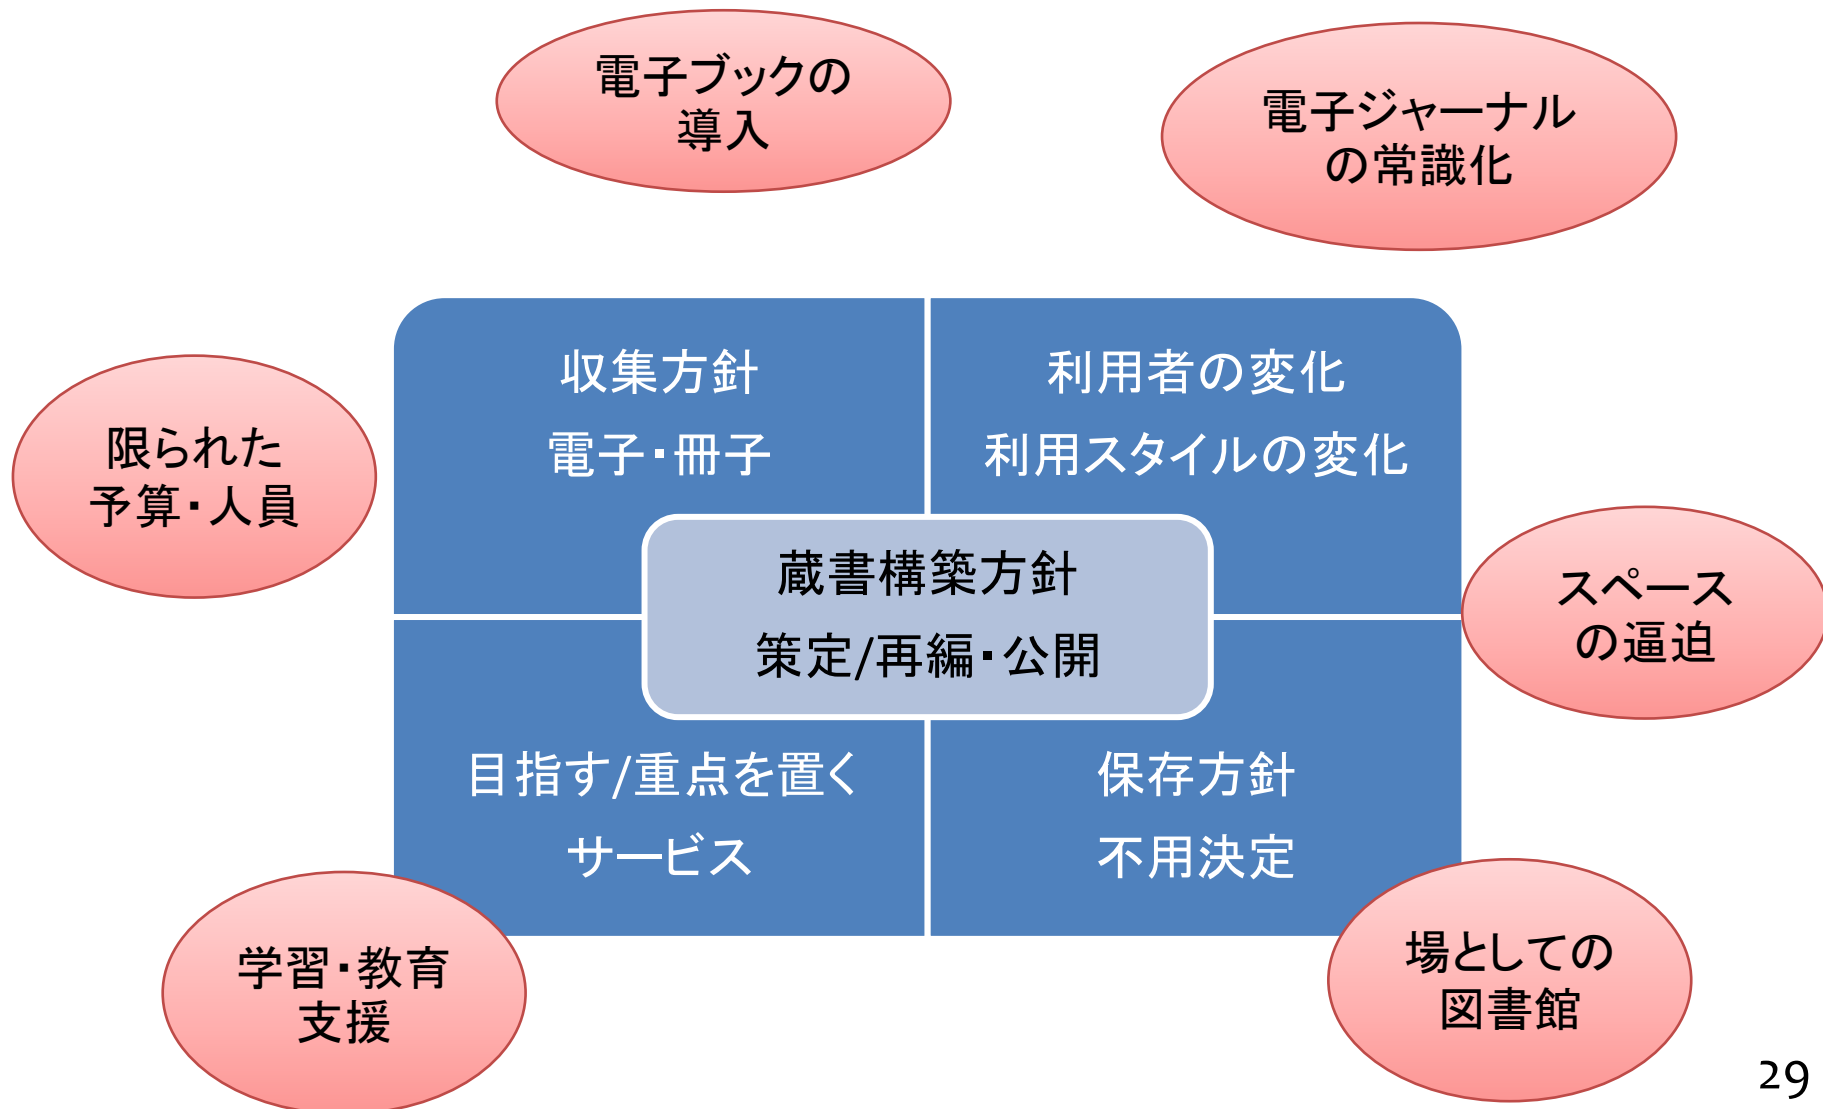 電子ブックの
導入
電子ジャーナル
の常識化
収集方針
電子・冊子
利用者の変化
利用スタイルの変化
限られた
予算・人員
蔵書構築方針
策定/再編・公開
スペース
の逼迫
目指す/重点を置く
サービス
保存方針
不用決定
学習・教育
支援
場としての
図書館
29